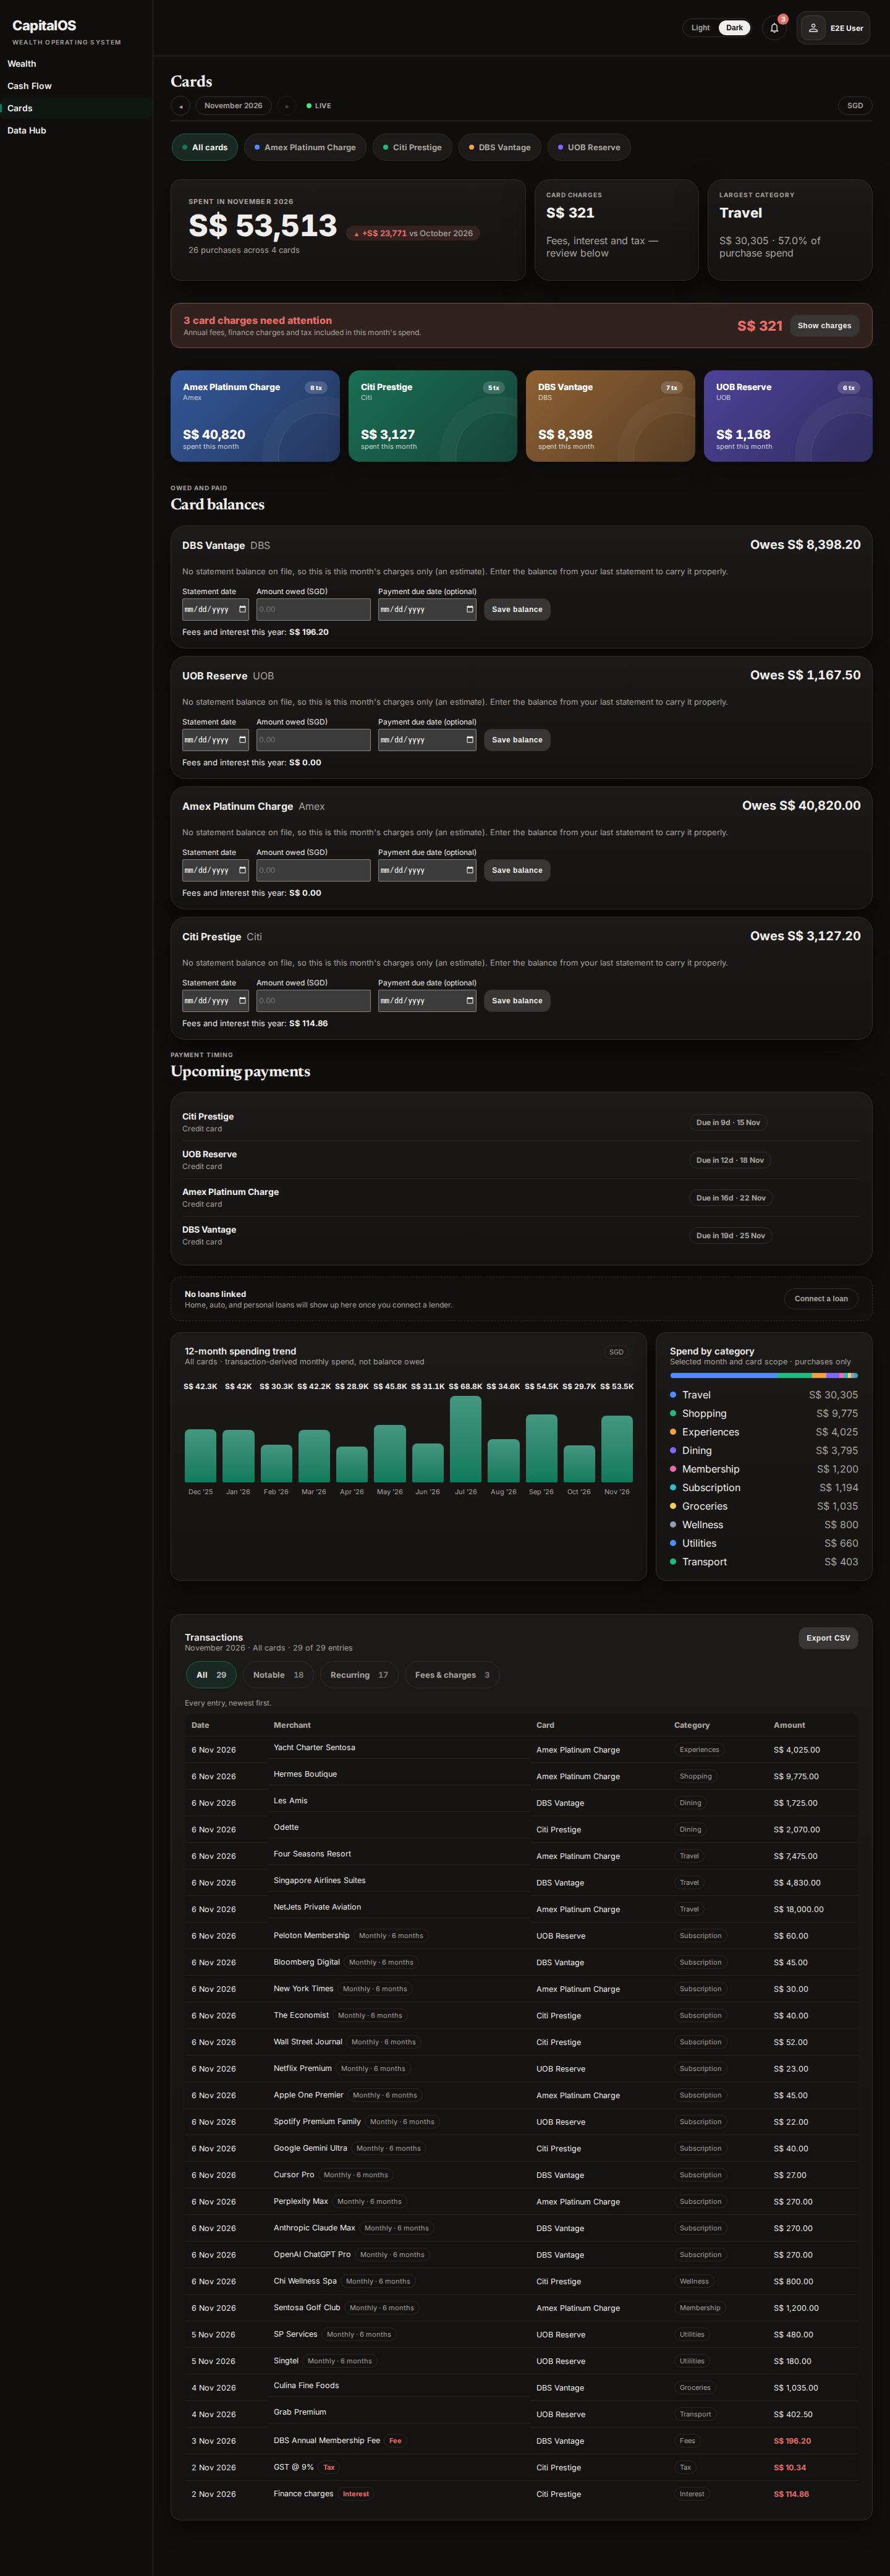 CapitalOS
WEALTH OPERATING SYSTEM
Wealth
Cash Flow
Cards
Data Hub
Light Dark
3
E2E User
Cards
November 2026
LIVE
SGD
All cards
Amex Platinum Charge
Citi Prestige
DBS Vantage
UOB Reserve
SPENT IN NOVEMBER 2026
S$ 53,513
▲ +S$ 23,771 vs October 2026
26 purchases across 4 cards
CARD CHARGES
S$ 321
Fees, interest and tax —
review below
LARGEST CATEGORY
Travel
S$ 30,305 · 57.0% of
purchase spend
3 card charges need attention
Annual fees, finance charges and tax included in this month's spend.
S$ 321
Show charges
Amex Platinum Charge 8 tx
Amex
S$ 40,820
spent this month
Citi Prestige 5 tx
Citi
S$ 3,127
spent this month
DBS Vantage 7 tx
DBS
S$ 8,398
spent this month
UOB Reserve 6 tx
UOB
S$ 1,168
spent this month
OWED AND PAID
Card balances
DBS Vantage DBS Owes S$ 8,398.20
No statement balance on file, so this is this month's charges only (an estimate). Enter the balance from your last statement to carry it properly.
Statement date Amount owed (SGD) Payment due date (optional)
mm/dd/yyyy 0.00 mm/dd/yyyy Save balance
Fees and interest this year: S$ 196.20
UOB Reserve UOB Owes S$ 1,167.50
No statement balance on file, so this is this month's charges only (an estimate). Enter the balance from your last statement to carry it properly.
Statement date Amount owed (SGD) Payment due date (optional)
mm/dd/yyyy 0.00 mm/dd/yyyy Save balance
Fees and interest this year: S$ 0.00
Amex Platinum Charge Amex Owes S$ 40,820.00
No statement balance on file, so this is this month's charges only (an estimate). Enter the balance from your last statement to carry it properly.
Statement date Amount owed (SGD) Payment due date (optional)
mm/dd/yyyy 0.00 mm/dd/yyyy Save balance
Fees and interest this year: S$ 0.00
Citi Prestige Citi Owes S$ 3,127.20
No statement balance on file, so this is this month's charges only (an estimate). Enter the balance from your last statement to carry it properly.
Statement date Amount owed (SGD) Payment due date (optional)
mm/dd/yyyy 0.00 mm/dd/yyyy Save balance
Fees and interest this year: S$ 114.86
PAYMENT TIMING
Upcoming payments
Citi Prestige
Credit card
Due in 9d · 15 Nov
UOB Reserve
Credit card
Due in 12d · 18 Nov
Amex Platinum Charge
Credit card
Due in 16d · 22 Nov
DBS Vantage
Credit card
Due in 19d · 25 Nov
No loans linked
Home, auto, and personal loans will show up here once you connect a lender.
Connect a loan
12-month spending trend
All cards · transaction-derived monthly spend, not balance owed
SGD
S$ 42.3K S$ 42K S$ 30.3K S$ 42.2K S$ 28.9K S$ 45.8K S$ 31.1K S$ 68.8K S$ 34.6K S$ 54.5K S$ 29.7K S$ 53.5K
Dec '25 Jan '26 Feb '26 Mar '26 Apr '26 May '26 Jun '26 Jul '26 Aug '26 Sep '26 Oct '26 Nov '26
Spend by category
Selected month and card scope · purchases only
Travel S$ 30,305
Shopping S$ 9,775
Experiences S$ 4,025
Dining S$ 3,795
Membership S$ 1,200
Subscription S$ 1,194
Groceries S$ 1,035
Wellness S$ 800
Utilities S$ 660
Transport S$ 403
Transactions
November 2026 · All cards · 29 of 29 entries
Export CSV
All 29 Notable 18 Recurring 17 Fees & charges 3
Every entry, newest first.
Date Merchant Card Category Amount
6 Nov 2026 Yacht Charter Sentosa Amex Platinum Charge Experiences S$ 4,025.00
6 Nov 2026 Hermes Boutique Amex Platinum Charge Shopping S$ 9,775.00
6 Nov 2026 Les Amis DBS Vantage Dining S$ 1,725.00
6 Nov 2026 Odette Citi Prestige Dining S$ 2,070.00
6 Nov 2026 Four Seasons Resort Amex Platinum Charge Travel S$ 7,475.00
6 Nov 2026 Singapore Airlines Suites DBS Vantage Travel S$ 4,830.00
6 Nov 2026 NetJets Private Aviation Amex Platinum Charge Travel S$ 18,000.00
6 Nov 2026 Peloton Membership Monthly · 6 months UOB Reserve Subscription S$ 60.00
6 Nov 2026 Bloomberg Digital Monthly · 6 months DBS Vantage Subscription S$ 45.00
6 Nov 2026 New York Times Monthly · 6 months Amex Platinum Charge Subscription S$ 30.00
6 Nov 2026 The Economist Monthly · 6 months Citi Prestige Subscription S$ 40.00
6 Nov 2026 Wall Street Journal Monthly · 6 months Citi Prestige Subscription S$ 52.00
6 Nov 2026 Netflix Premium Monthly · 6 months UOB Reserve Subscription S$ 23.00
6 Nov 2026 Apple One Premier Monthly · 6 months Amex Platinum Charge Subscription S$ 45.00
6 Nov 2026 Spotify Premium Family Monthly · 6 months UOB Reserve Subscription S$ 22.00
6 Nov 2026 Google Gemini Ultra Monthly · 6 months Citi Prestige Subscription S$ 40.00
6 Nov 2026 Cursor Pro Monthly · 6 months DBS Vantage Subscription S$ 27.00
6 Nov 2026 Perplexity Max Monthly · 6 months Amex Platinum Charge Subscription S$ 270.00
6 Nov 2026 Anthropic Claude Max Monthly · 6 months DBS Vantage Subscription S$ 270.00
6 Nov 2026 OpenAI ChatGPT Pro Monthly · 6 months DBS Vantage Subscription S$ 270.00
6 Nov 2026 Chi Wellness Spa Monthly · 6 months Citi Prestige Wellness S$ 800.00
6 Nov 2026 Sentosa Golf Club Monthly · 6 months Amex Platinum Charge Membership S$ 1,200.00
5 Nov 2026 SP Services Monthly · 6 months UOB Reserve Utilities S$ 480.00
5 Nov 2026 Singtel Monthly · 6 months UOB Reserve Utilities S$ 180.00
4 Nov 2026 Culina Fine Foods DBS Vantage Groceries S$ 1,035.00
4 Nov 2026 Grab Premium UOB Reserve Transport S$ 402.50
3 Nov 2026 DBS Annual Membership Fee Fee DBS Vantage Fees S$ 196.20
2 Nov 2026 GST @ 9% Tax Citi Prestige Tax S$ 10.34
2 Nov 2026 Finance charges Interest Citi Prestige Interest S$ 114.86